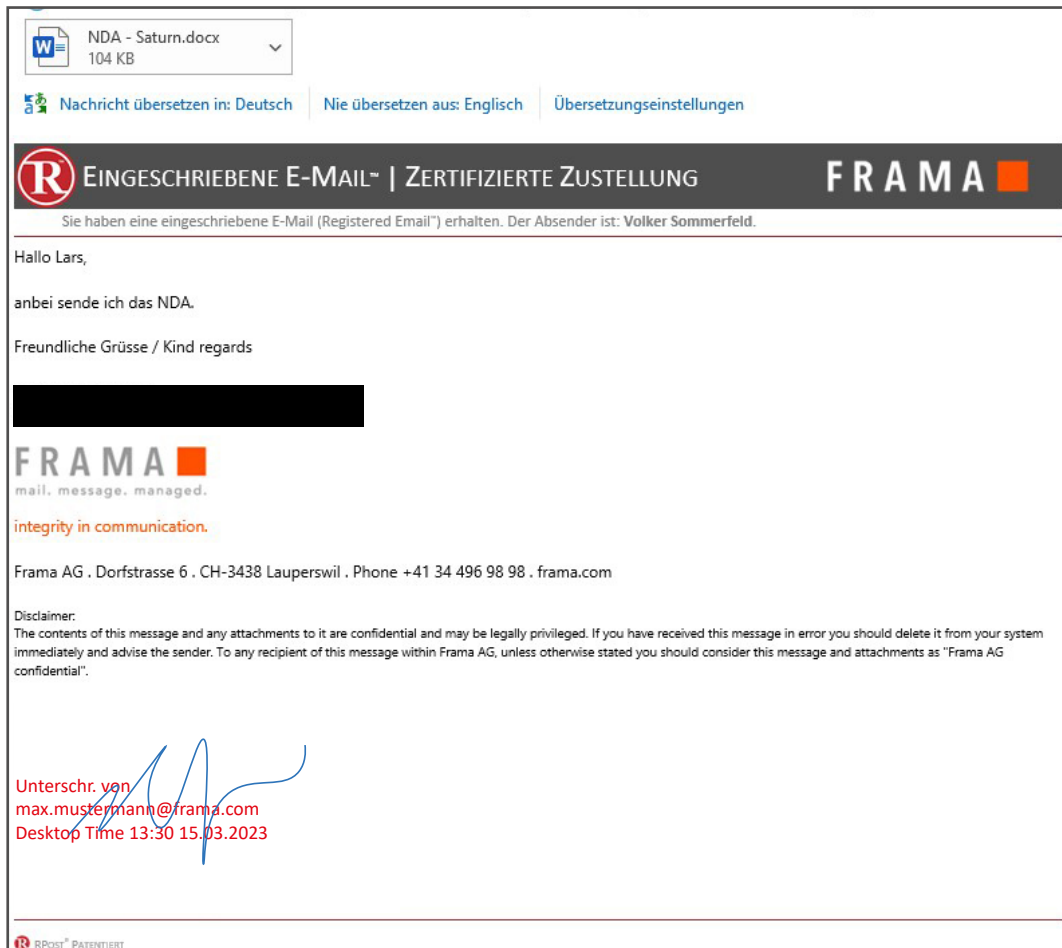 NDA - Saturn.docx
104 KB
Nachricht übersetzen in: Deutsch Nie übersetzen aus: Englisch Übersetzungseinstellungen
R EINGESCHRIEBENE E-MAIL™ | ZERTIFIZIERTE ZUSTELLUNG FRAMA
Sie haben eine eingeschriebene E-Mail (Registered Email™) erhalten. Der Absender ist: Volker Sommerfeld.
Hallo Lars,
anbei sende ich das NDA.
Freundliche Grüsse / Kind regards
FRAMA
mail. message. managed.
integrity in communication.
Frama AG . Dorfstrasse 6 . CH-3438 Lauperswil . Phone +41 34 496 98 98 . frama.com
Disclaimer:
The contents of this message and any attachments to it are confidential and may be legally privileged. If you have received this message in error you should delete it from your system
immediately and advise the sender. To any recipient of this message within Frama AG, unless otherwise stated you should consider this message and attachments as "Frama AG
confidential".
Unterschr. von
max.mustermann@frama.com
Desktop Time 13:30 15.03.2023
R RPOST® PATENTIERT